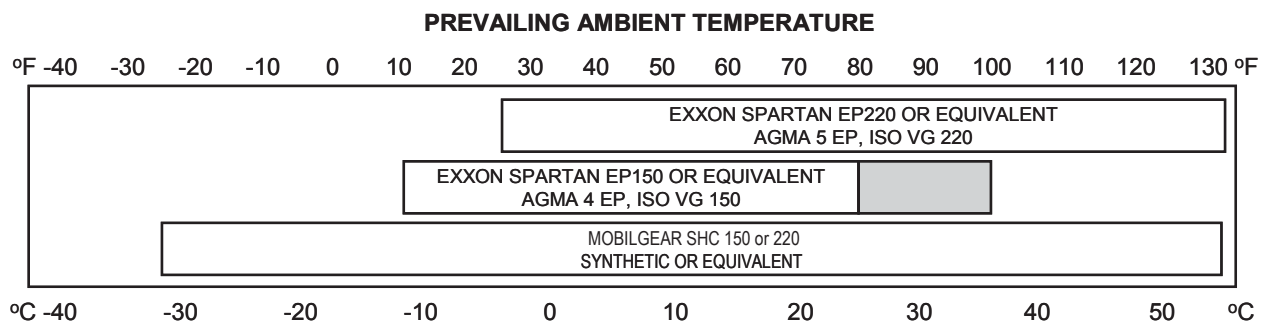 PREVAILING AMBIENT TEMPERATURE
ºF -40 -30 -20 -10 0 10 20 30 40 50 60 70 80 90 100 110 120 130 ºF
EXXON SPARTAN EP220 OR EQUIVALENT
AGMA 5 EP, ISO VG 220
EXXON SPARTAN EP150 OR EQUIVALENT
AGMA 4 EP, ISO VG 150
MOBILGEAR SHC 150 or 220
SYNTHETIC OR EQUIVALENT
ºC -40 -30 -20 -10 0 10 20 30 40 50 ºC